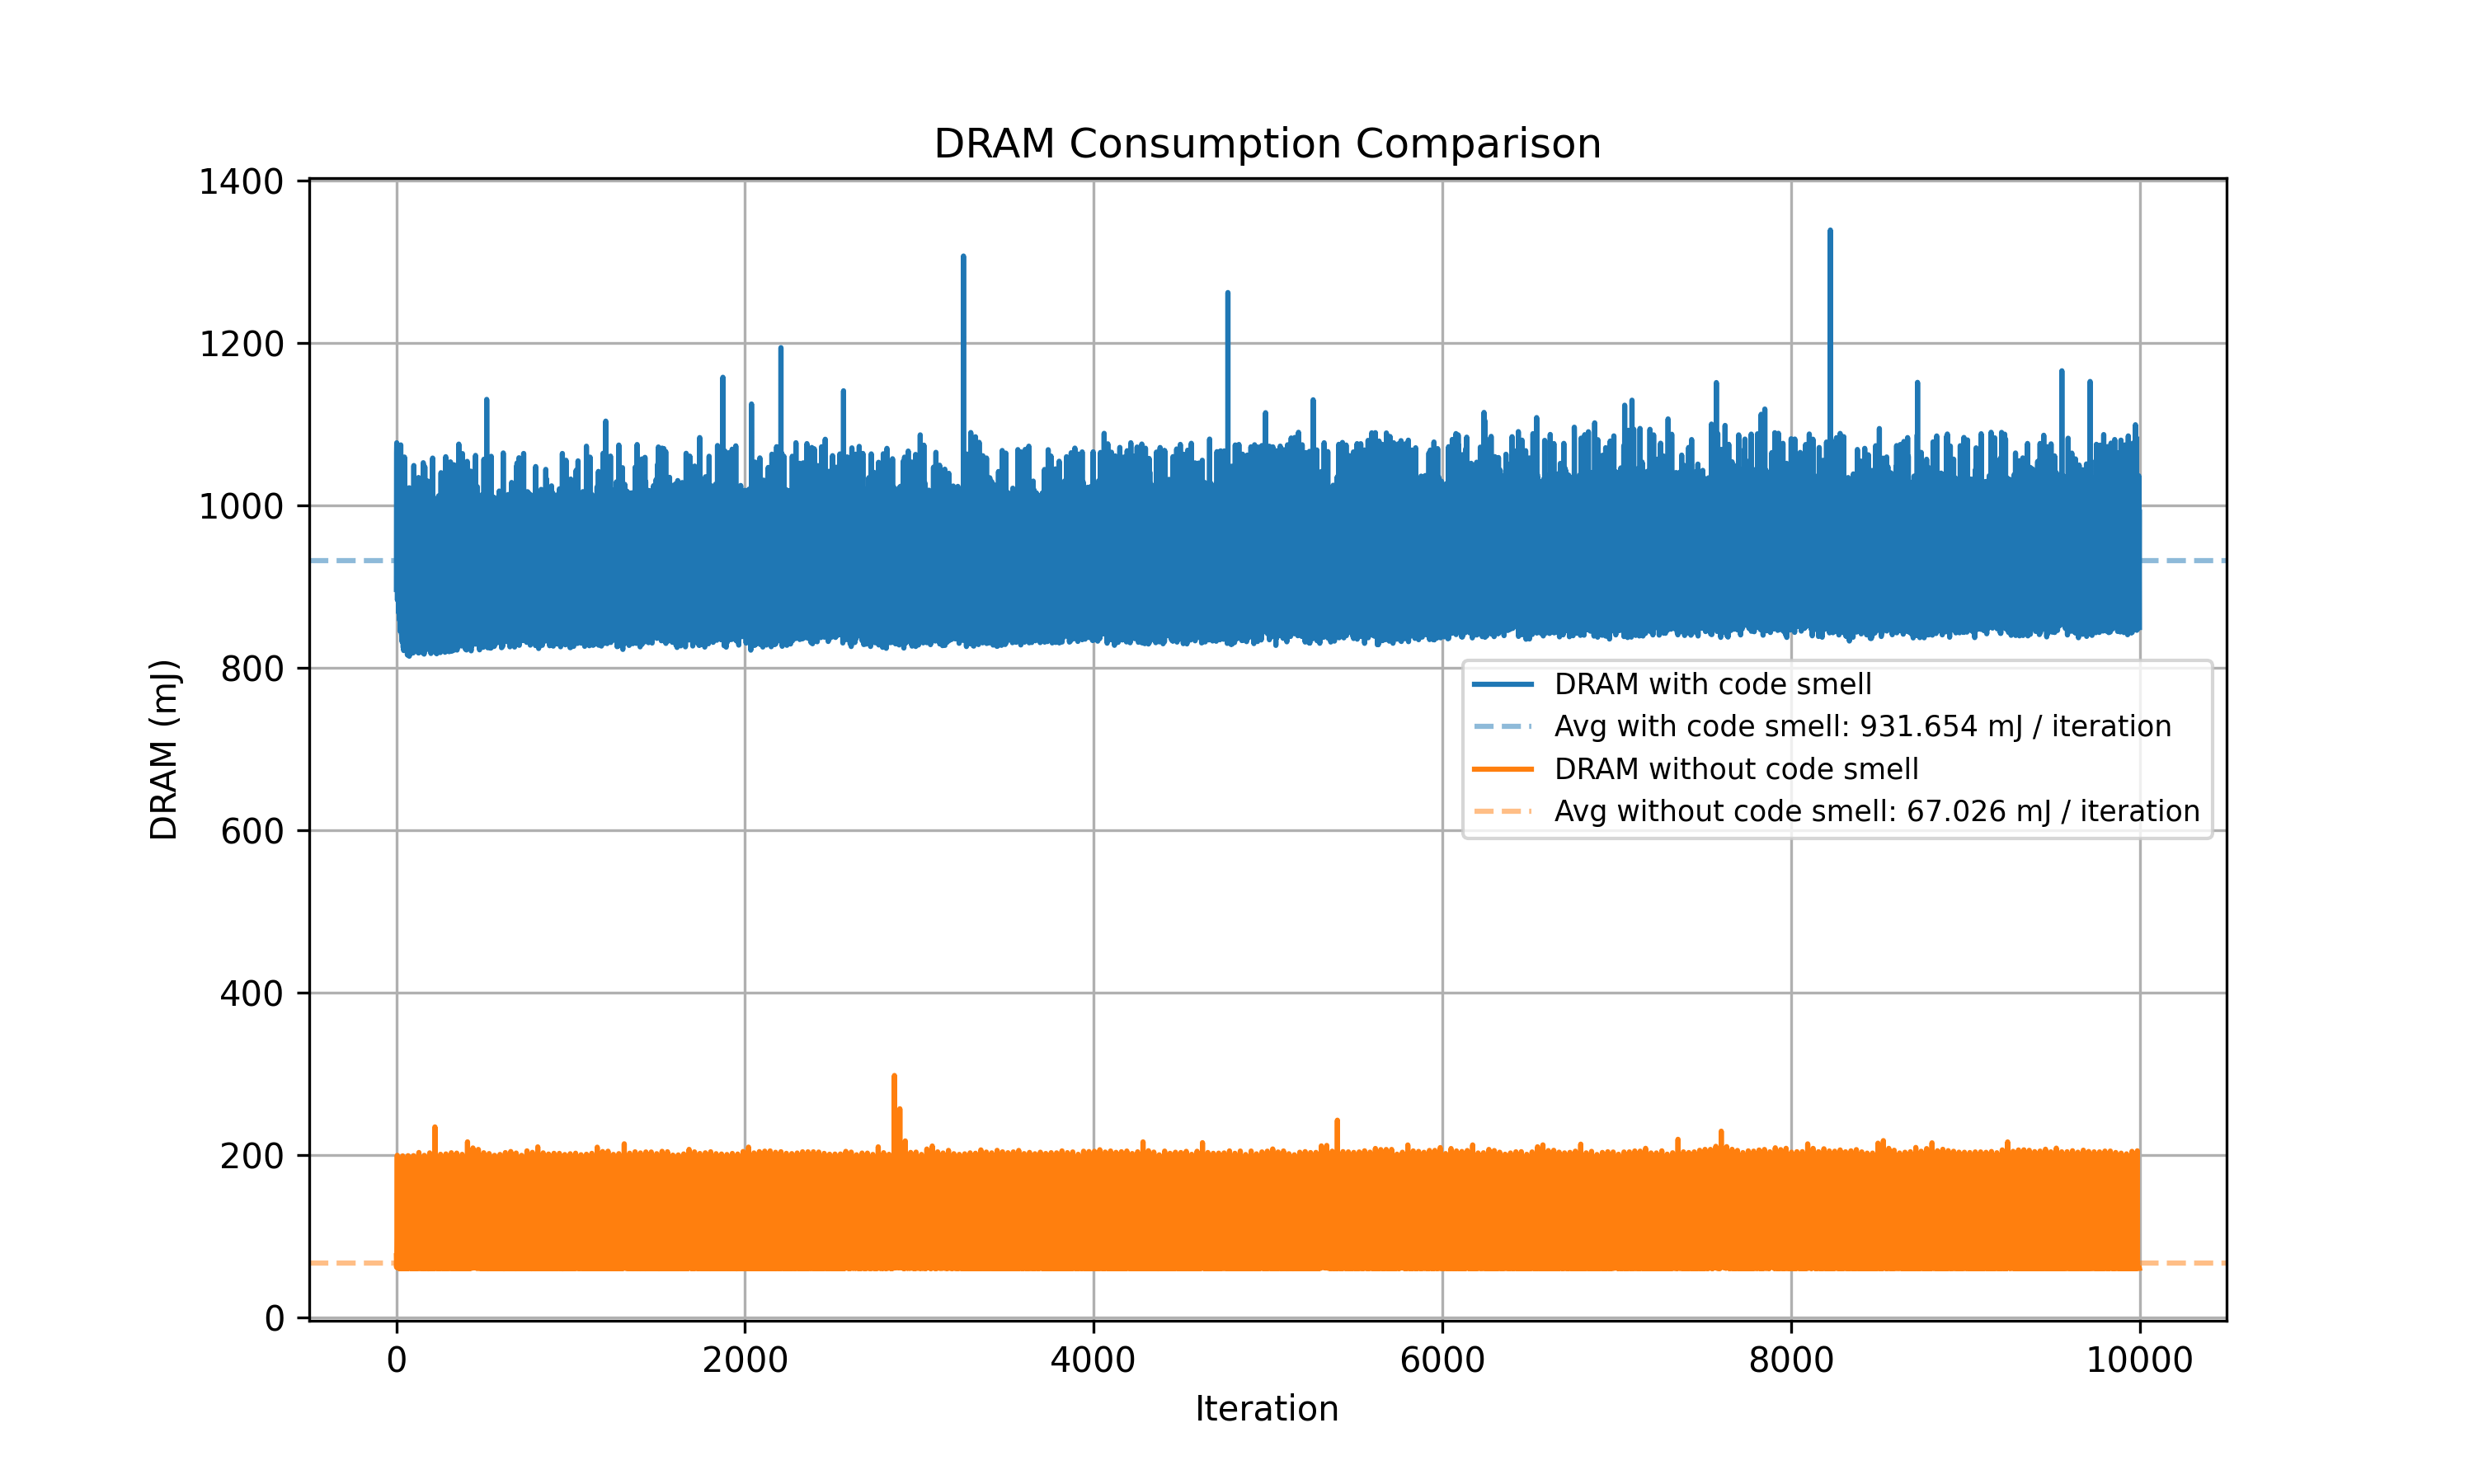 DRAM Consumption Comparison
1400
1200
1000
800
600
400
200
0
DRAM (mJ)
DRAM with code smell
Avg with code smell: 931.654 mJ / iteration
DRAM without code smell
Avg without code smell: 67.026 mJ / iteration
0 2000 4000 6000 8000 10000
Iteration